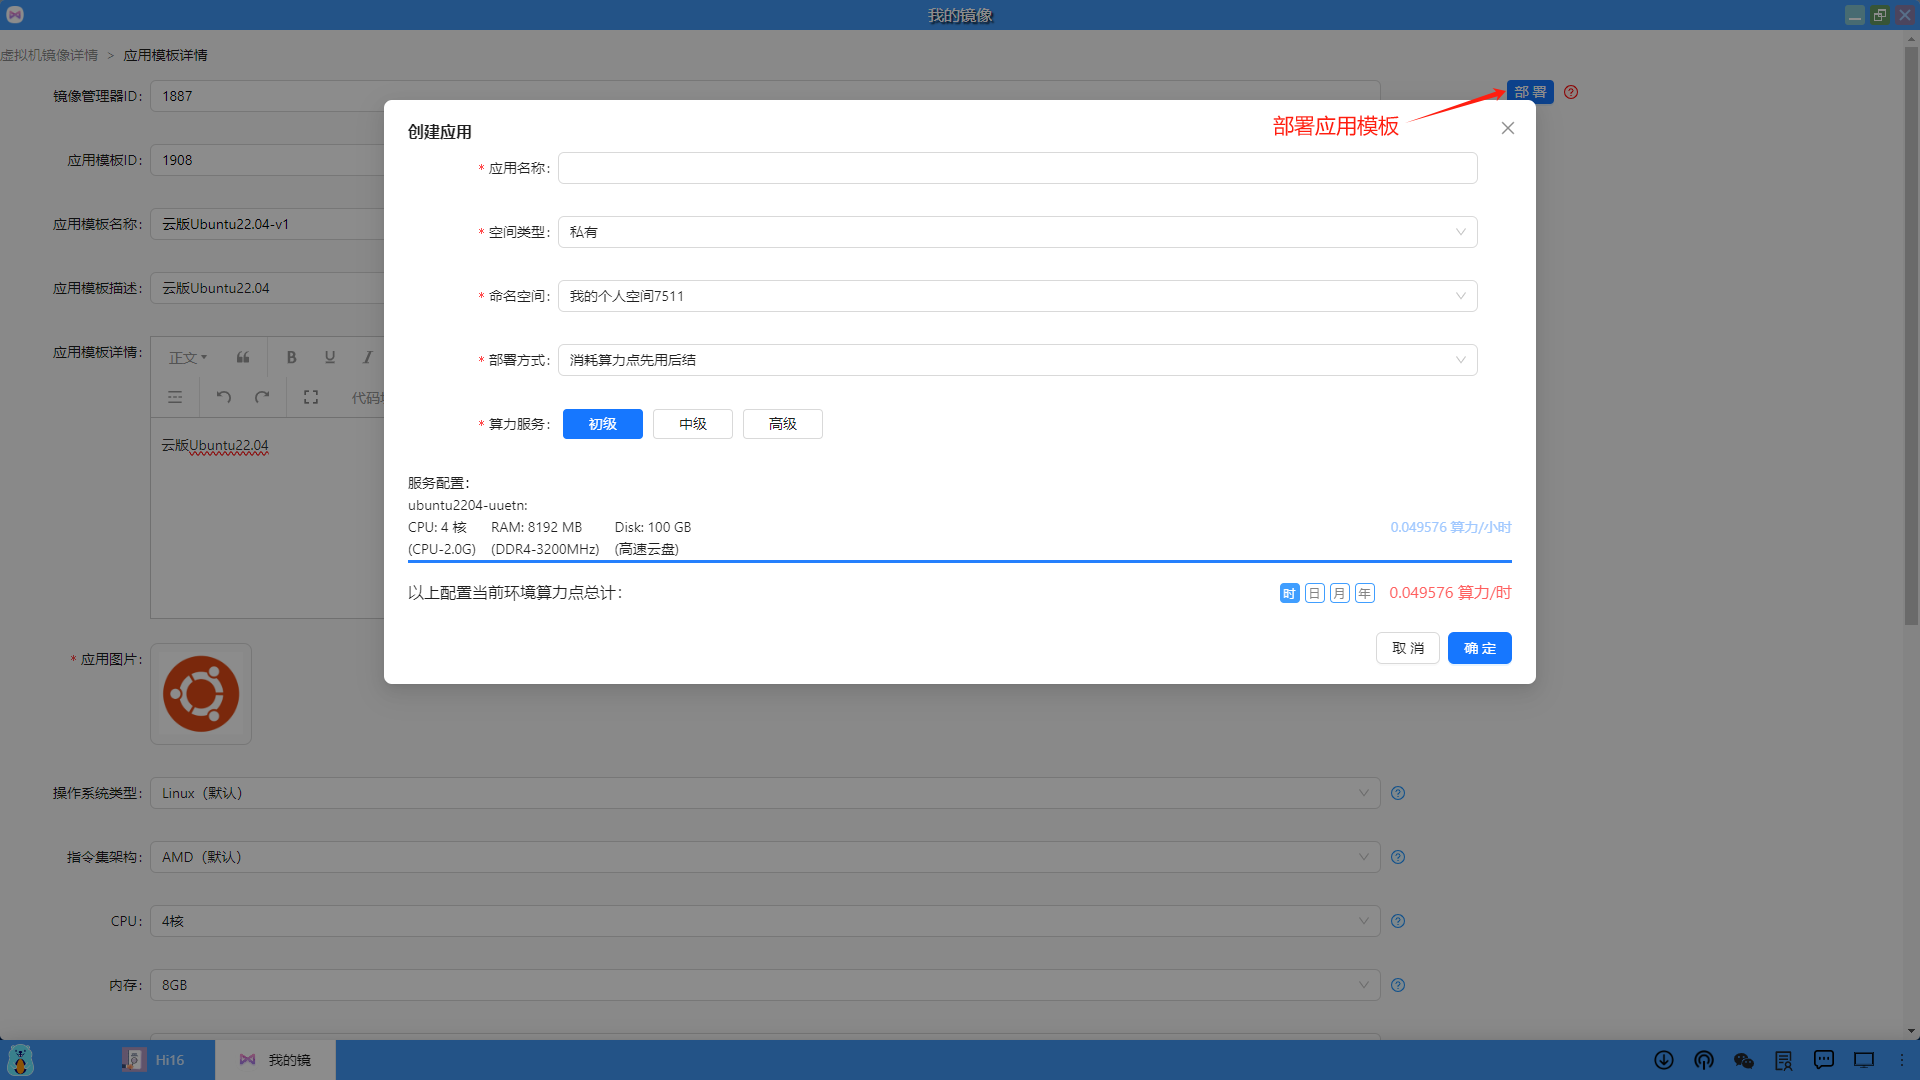 我的镜像
虚拟机镜像详情 > 应用模板详情
镜像管理器ID: 1887
部署
应用模板ID: 1908
应用模板名称: 云版Ubuntu22.04-v1
应用模板描述: 云版Ubuntu22.04
应用模板详情:
正文 B U I
代码
云版Ubuntu22.04
* 应用图片:
操作系统类型: Linux（默认）
指令集架构: AMD（默认）
CPU: 4核
内存: 8GB
创建应用
部署应用模板
* 应用名称:
* 空间类型: 私有
* 命名空间: 我的个人空间7511
* 部署方式: 消耗算力点先用后结
* 算力服务: 初级 中级 高级
服务配置:
ubuntu2204-uuetn:
CPU: 4 核 RAM: 8192 MB Disk: 100 GB 0.049576 算力/小时
(CPU-2.0G) (DDR4-3200MHz) (高速云盘)
以上配置当前环境算力点总计: 时 日 月 年 0.049576 算力/时
取消 确定
Hi16 我的镜